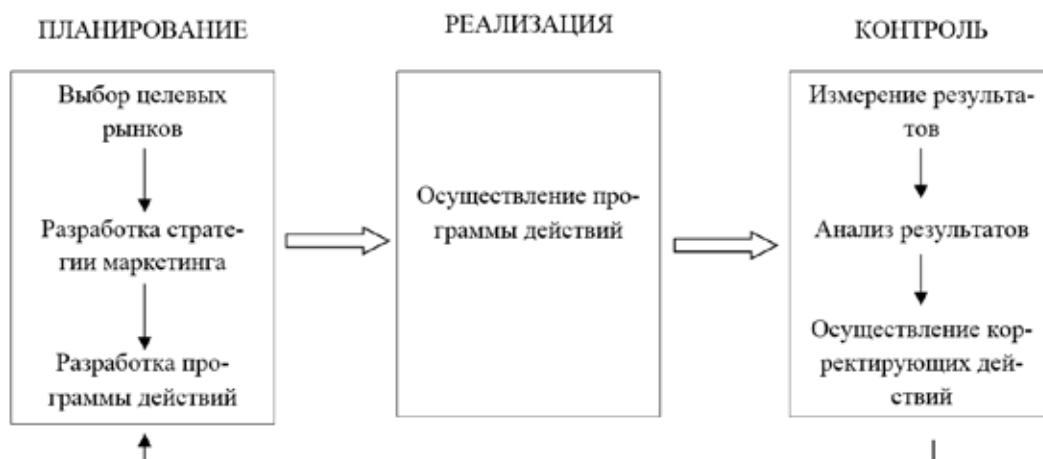 ПЛАНИРОВАНИЕ
Выбор целевых
рынков
Разработка страте-
гии маркетинга
Разработка про-
граммы действий
РЕАЛИЗАЦИЯ
Осуществление про-
граммы действий
КОНТРОЛЬ
Измерение результа-
тов
Анализ результатов
Осуществление кор-
ректирующих дей-
ствий